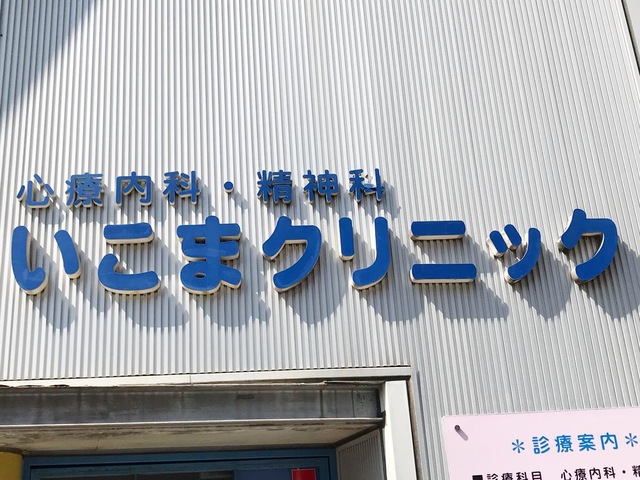 心療内科・精神科
いこまクリニック
＊診療案内＊
■診療科目 心療内科・精